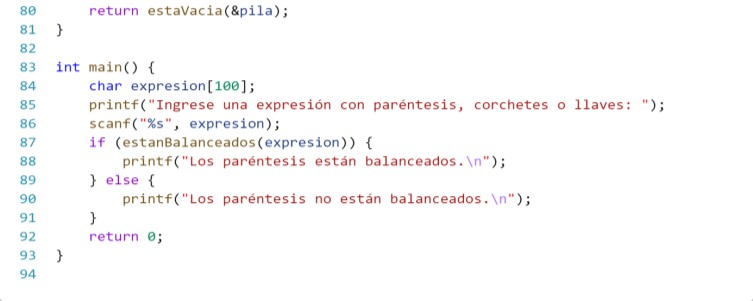 80 return estaVacia(&pila);
81 }
82
83 int main() {
84 char expresion[100];
85 printf("Ingrese una expresión con paréntesis, corchetes o llaves: ");
86 scanf("%s", expresion);
87 if (estanBalanceados(expresion)) {
88 printf("Los paréntesis están balanceados.\n");
89 } else {
90 printf("Los paréntesis no están balanceados.\n");
91 }
92 return 0;
93 }
94